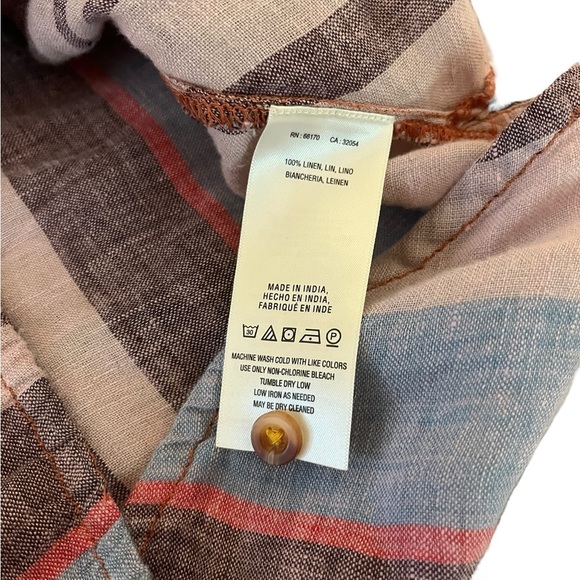 RN : 66170 CA : 32054
100% LINEN, LIN, LINO
BIANCHERIA, LEINEN
MADE IN INDIA,
HECHO EN INDIA,
FABRIQUÉ EN INDE
30 P
MACHINE WASH COLD WITH LIKE COLORS
USE ONLY NON-CHLORINE BLEACH
TUMBLE DRY LOW
LOW IRON AS NEEDED
MAY BE DRY CLEANED